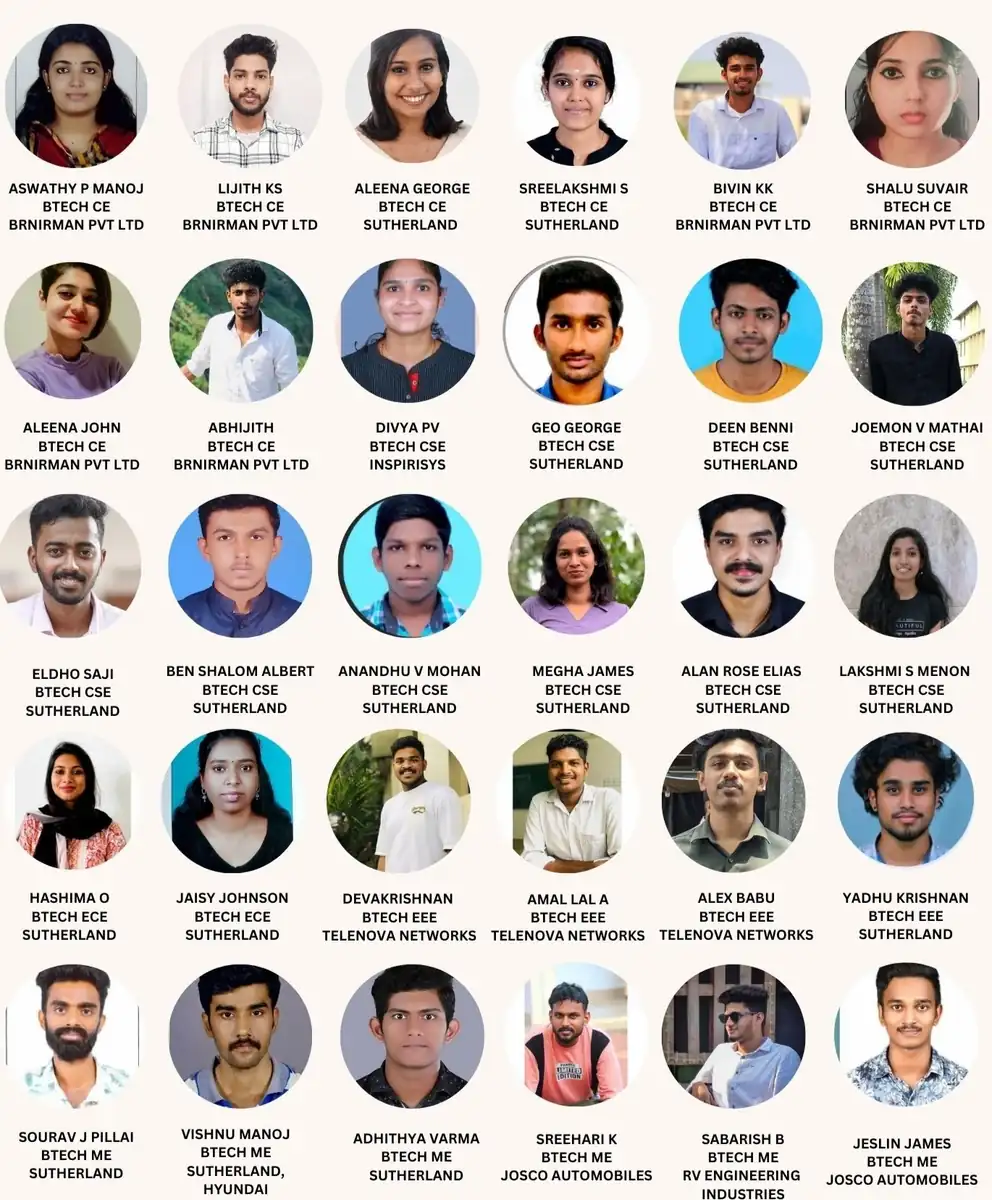 ASWATHY P MANOJ
BTECH CE
BRNIRMAN PVT LTD
LIJITH KS
BTECH CE
BRNIRMAN PVT LTD
ALEENA GEORGE
BTECH CE
SUTHERLAND
SREELAKSHMI S
BTECH CE
SUTHERLAND
BIVIN KK
BTECH CE
BRNIRMAN PVT LTD
SHALU SUVAIR
BTECH CE
BRNIRMAN PVT LTD
ALEENA JOHN
BTECH CE
BRNIRMAN PVT LTD
ABHIJITH
BTECH CE
BRNIRMAN PVT LTD
DIVYA PV
BTECH CSE
INSPIRISYS
GEO GEORGE
BTECH CSE
SUTHERLAND
DEEN BENNI
BTECH CSE
SUTHERLAND
JOEMON V MATHAI
BTECH CSE
SUTHERLAND
ELDHO SAJI
BTECH CSE
SUTHERLAND
BEN SHALOM ALBERT
BTECH CSE
SUTHERLAND
ANANDHU V MOHAN
BTECH CSE
SUTHERLAND
MEGHA JAMES
BTECH CSE
SUTHERLAND
ALAN ROSE ELIAS
BTECH CSE
SUTHERLAND
LAKSHMI S MENON
BTECH CSE
SUTHERLAND
HASHIMA O
BTECH ECE
SUTHERLAND
JAISY JOHNSON
BTECH ECE
SUTHERLAND
DEVAKRISHNAN
BTECH EEE
TELENOVA NETWORKS
AMAL LAL A
BTECH EEE
TELENOVA NETWORKS
ALEX BABU
BTECH EEE
TELENOVA NETWORKS
YADHU KRISHNAN
BTECH EEE
SUTHERLAND
SOURAV J PILLAI
BTECH ME
SUTHERLAND
VISHNU MANOJ
BTECH ME
SUTHERLAND,
HYUNDAI
ADHITHYA VARMA
BTECH ME
SUTHERLAND
LIMITED
EDITION
SREEHARI K
BTECH ME
JOSCO AUTOMOBILES
SABARISH B
BTECH ME
RV ENGINEERING
INDUSTRIES
JESLIN JAMES
BTECH ME
JOSCO AUTOMOBILES